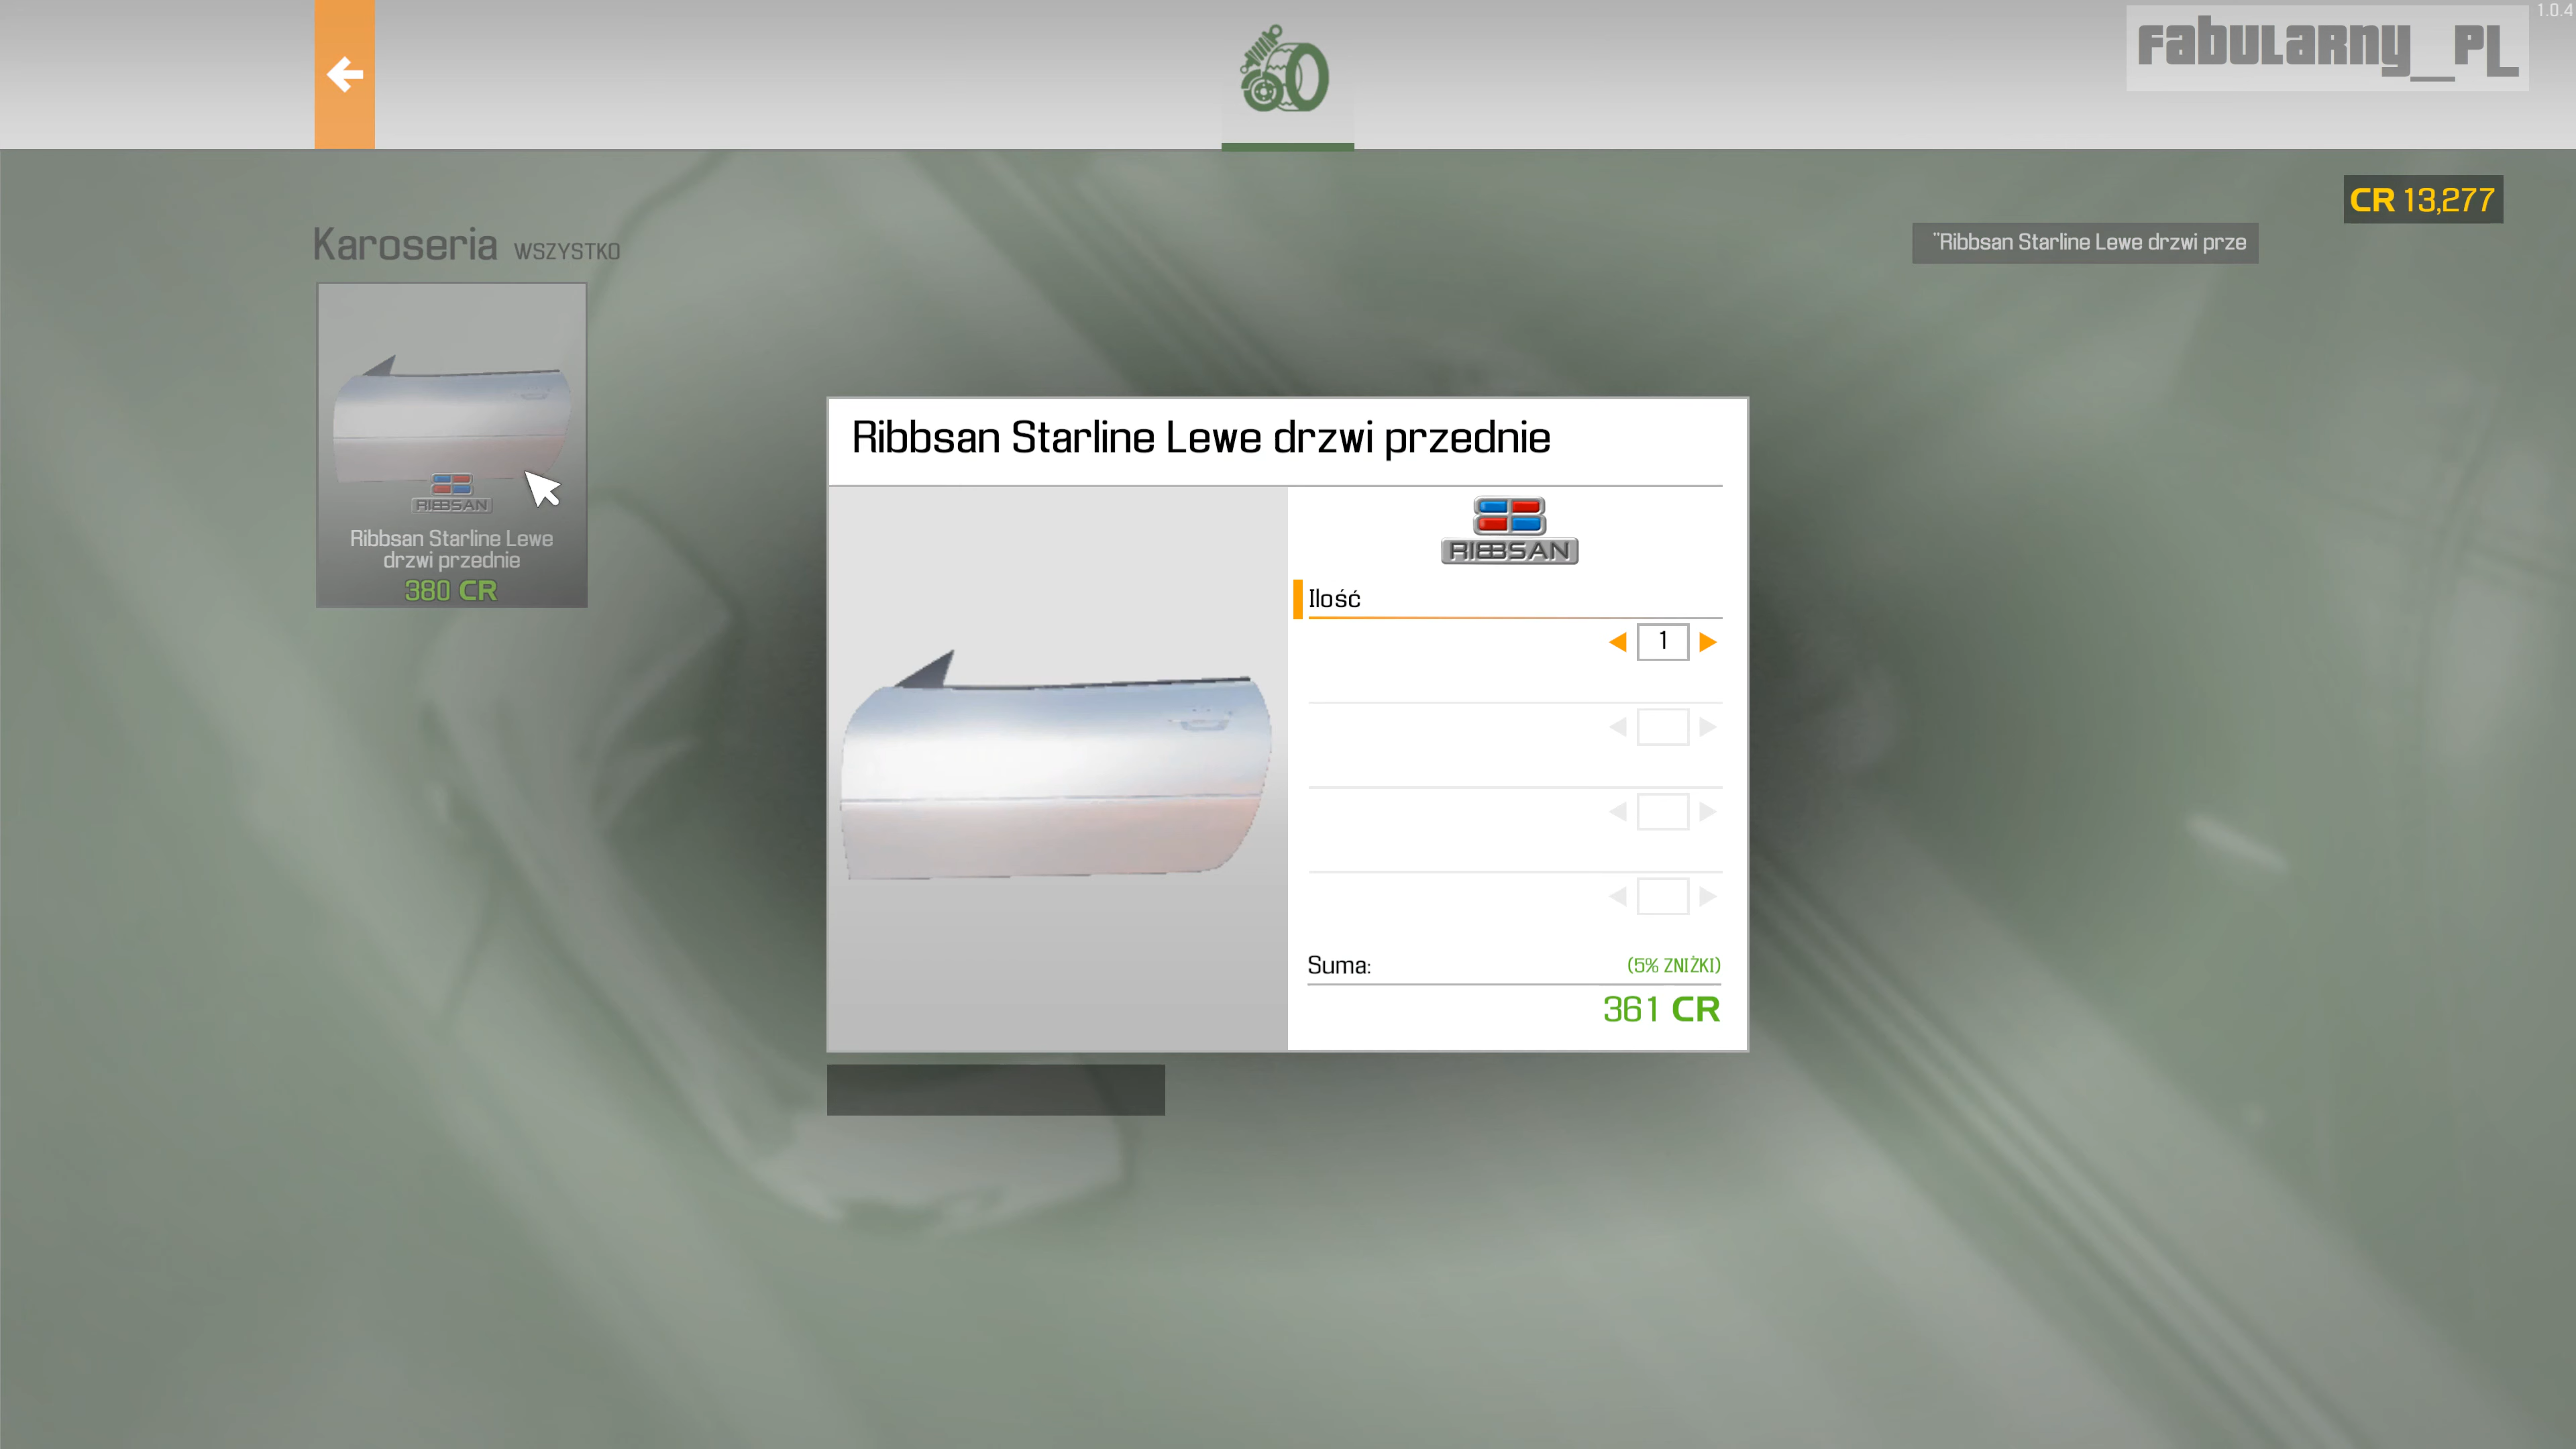 1.0.4
Fabularny_PL
CR 13,277
Karoseria WSZYSTKO
"Ribbsan Starline Lewe drzwi prze
RIBBSAN
Ribbsan Starline Lewe
drzwi przednie
380 CR
Ribbsan Starline Lewe drzwi przednie
RIBBSAN
Ilość
1
Suma:
(5% ZNIŻKI)
361 CR